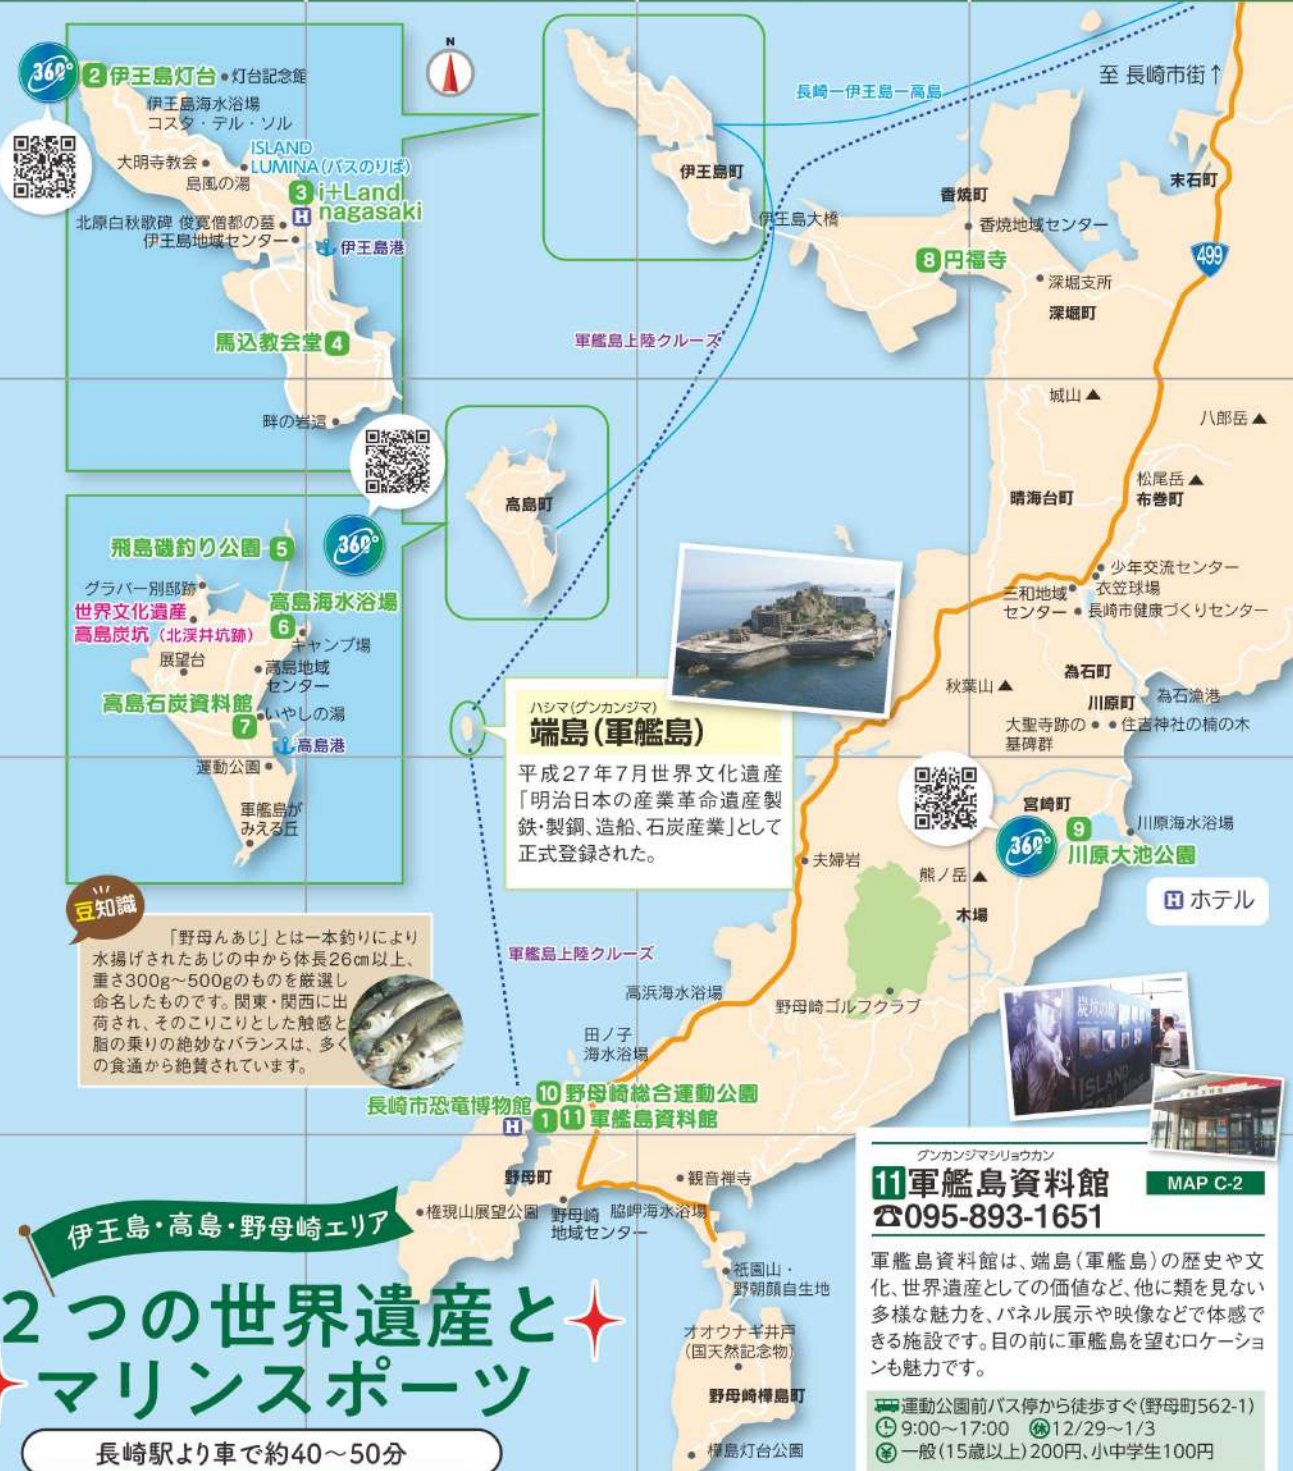 360°
2 伊王島灯台
灯台記念館
伊王島海水浴場
コスタ・デル・ソル
大明寺教会
ISLAND
LUMINA(バスのりば)
島風の湯
3 i+Land
nagasaki
H
北原白秋歌碑 俊寛僧都の墓
伊王島地域センター
伊王島港
馬込教会堂 4
畔の岩這
N
伊王島町
長崎ー伊王島ー高島
至 長崎市街↑
末石町
香焼町
香焼地域センター
伊王島大橋
8 円福寺
499
深堀支所
深堀町
軍艦島上陸クルーズ
城山▲
八郎岳▲
松尾岳▲
布巻町
晴海台町
高島町
360°
飛島磯釣り公園 5
グラバー別邸跡
世界文化遺産
高島炭坑(北渓井坑跡)
高島海水浴場
6
キャンプ場
展望台
高島地域
センター
高島石炭資料館
7
いやしの湯
高島港
運動公園
軍艦島が
みえる丘
少年交流センター
衣笠球場
三和地域
センター
長崎市健康づくりセンター
為石町
秋葉山▲
川原町
為石漁港
大聖寺跡の
基碑群
住吉神社の楠の木
ハシマ(グンカンジマ)
端島(軍艦島)
平成27年7月世界文化遺産
「明治日本の産業革命遺産製
鉄・製鋼、造船、石炭産業」として
正式登録された。
宮崎町
360°
9
川原大池公園
川原海水浴場
夫婦岩
熊ノ岳▲
木場
H ホテル
豆知識
「野母んあじ」とは一本釣りにより
水揚げされたあじの中から体長26㎝以上、
重さ300g～500gのものを厳選し
命名したものです。関東・関西に出
荷され、そのこりこりとした触感と
脂の乗りの絶妙なバランスは、多く
の食通から絶賛されています。
軍艦島上陸クルーズ
高浜海水浴場
野母崎ゴルフクラブ
田ノ子
海水浴場
長崎市恐竜博物館
H
10 野母崎総合運動公園
1 11 軍艦島資料館
野母町
観音禅寺
権現山展望公園
野母崎
地域センター
脇岬海水浴場
祇園山・
野朝顔自生地
オオウナギ井戸
(国天然記念物)
野母崎樺島町
樺島灯台公園
ISLAND
グンカンジマシリョウカン
11 軍艦島資料館
MAP C-2
☎095-893-1651
軍艦島資料館は、端島(軍艦島)の歴史や文
化、世界遺産としての価値など、他に類を見ない
多様な魅力を、パネル展示や映像などで体感で
きる施設です。目の前に軍艦島を望むロケーショ
ンも魅力です。
運動公園前バス停から徒歩すぐ(野母町562-1)
9:00～17:00 休12/29～1/3
¥一般(15歳以上)200円、小中学生100円
伊王島・高島・野母崎エリア
2つの世界遺産と
マリンスポーツ
長崎駅より車で約40～50分